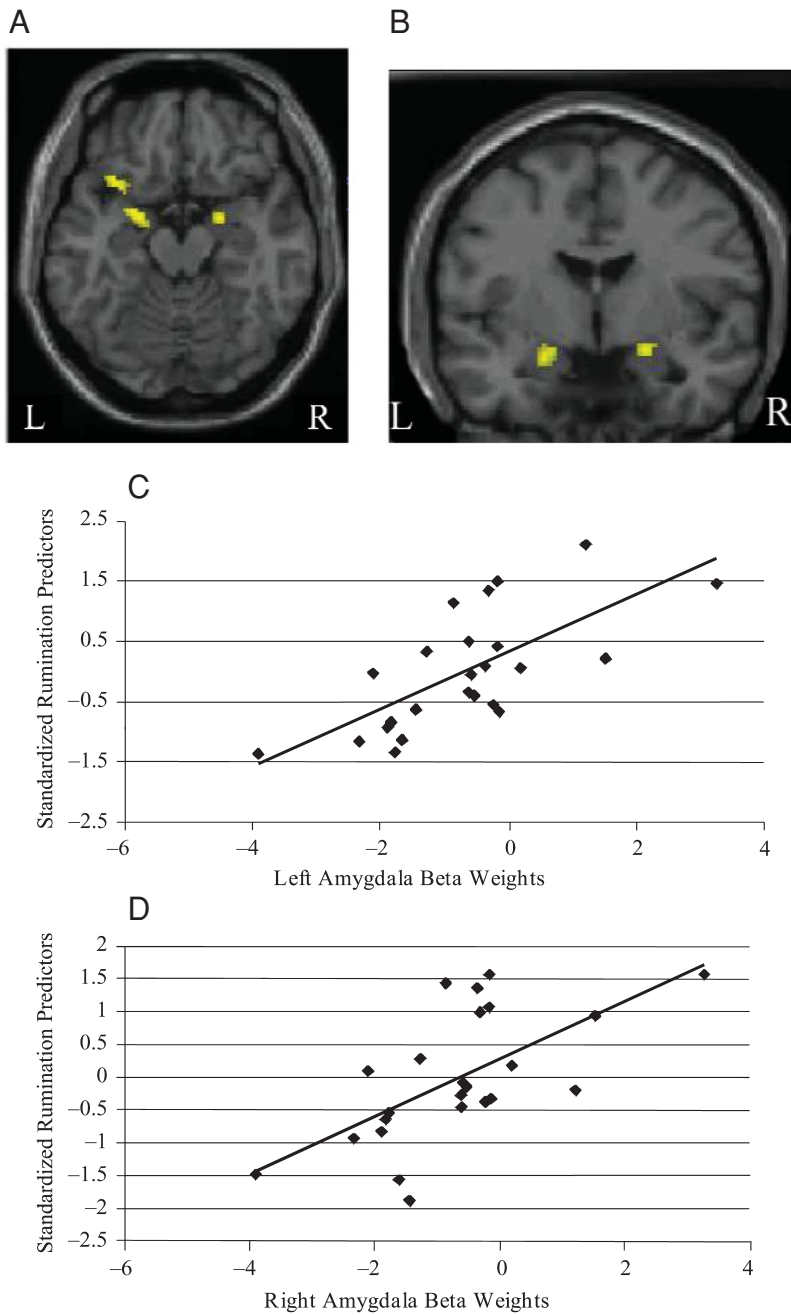 A
B
L
R
L
R
C
Standardized Rumination Predictors
2.5
1.5
0.5
–0.5
–1.5
–2.5
–6
–4
–2
0
2
4
Left Amygdala Beta Weights
D
Standardized Rumination Predictors
2
1.5
1
0.5
0
–0.5
–1
–1.5
–2
–2.5
–6
–4
–2
0
2
4
Right Amygdala Beta Weights